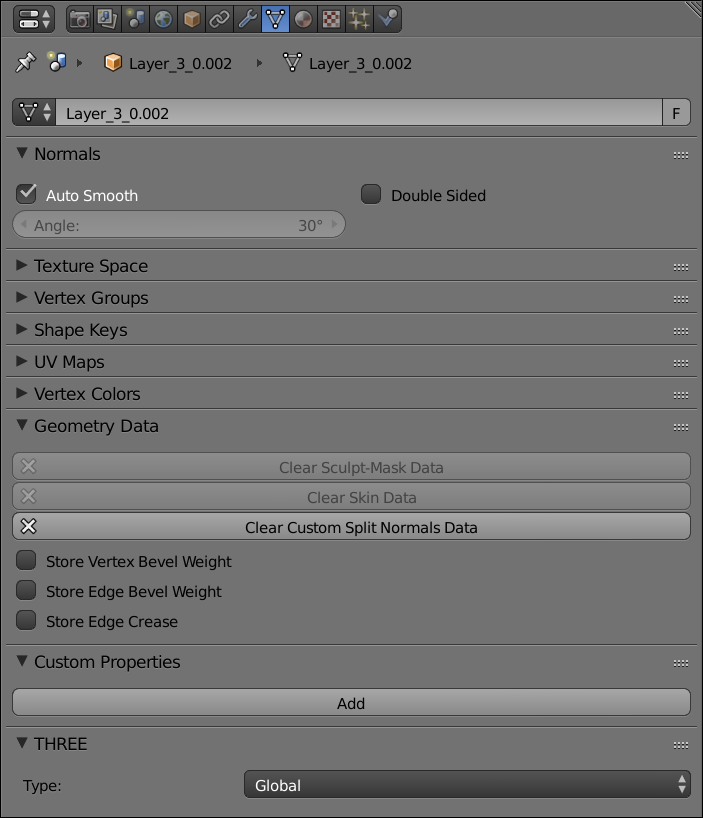 Layer_3_0.002 Layer_3_0.002
Layer_3_0.002 F
Normals
Auto Smooth Double Sided
Angle: 30°
Texture Space
Vertex Groups
Shape Keys
UV Maps
Vertex Colors
Geometry Data
Clear Sculpt-Mask Data
Clear Skin Data
Clear Custom Split Normals Data
Store Vertex Bevel Weight
Store Edge Bevel Weight
Store Edge Crease
Custom Properties
Add
THREE
Type: Global